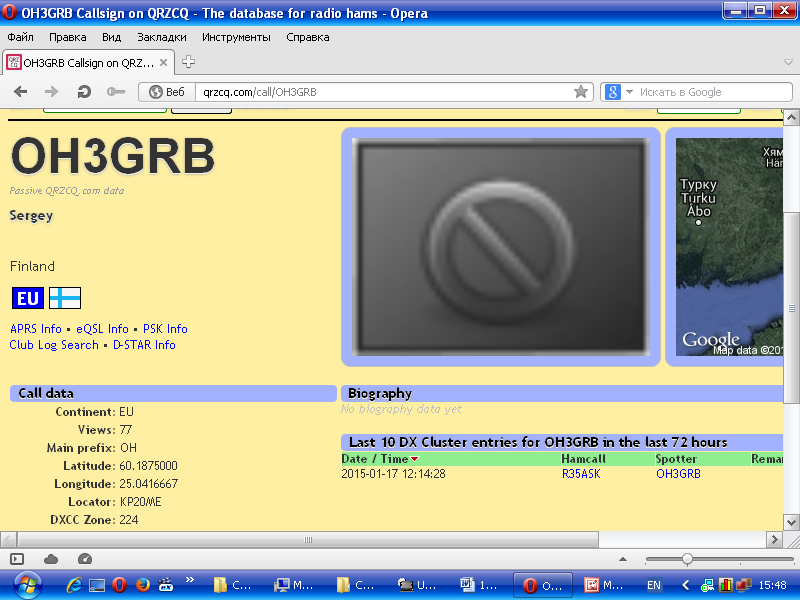 OH3GRB Callsign on QRZCQ - The database for radio hams - Opera
Файл Правка Вид Закладки Инструменты Справка
QRZ CQ OH3GRB Callsign on QRZ...
Веб qrzcq.com/call/OH3GRB Искать в Google
OH3GRB
Passive QRZCQ.com data
Sergey
Finland
EU
APRS Info • eQSL Info • PSK Info
Club Log Search • D-STAR Info
Турку
Turku
Åbo
Google
Map data ©201
Call data
Continent: EU
Views: 77
Main prefix: OH
Latitude: 60.1875000
Longitude: 25.0416667
Locator: KP20ME
DXCC Zone: 224
Biography
No biography data yet
Last 10 DX Cluster entries for OH3GRB in the last 72 hours
Date / Time Hamcall Spotter Remar
2015-01-17 12:14:28 R35ASK OH3GRB
C... M... C... U... 1... O... M... EN 15:48